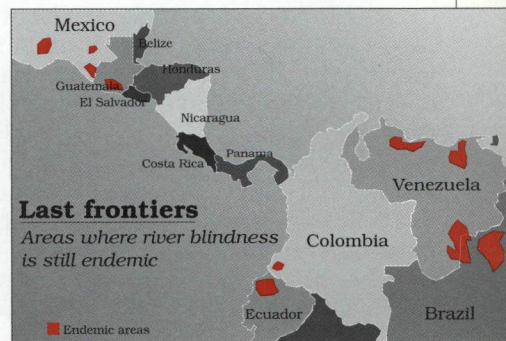 Mexico
Belize
Honduras
Guatemala
El Salvador
Nicaragua
Costa Rica
Panama
Venezuela
Last frontiers
Areas where river blindness
is still endemic
Colombia
Ecuador
Brazil
Endemic areas